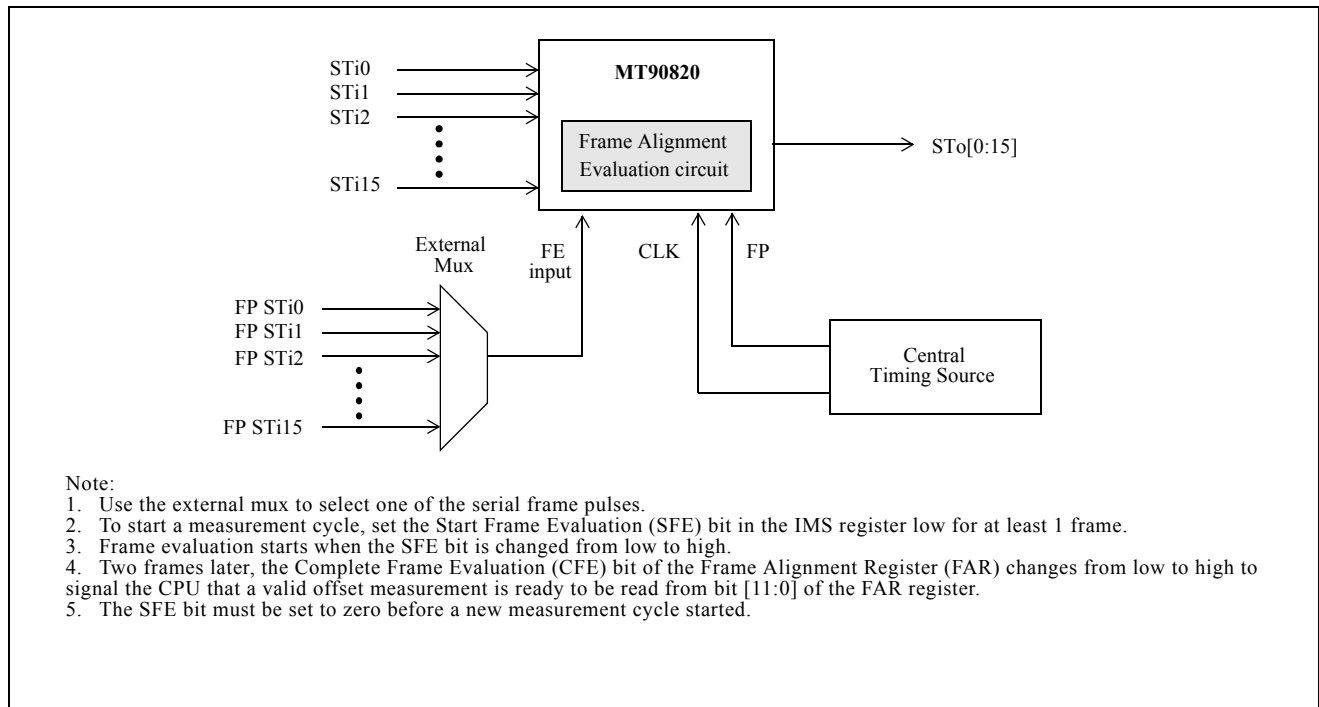 STi0
STi1
STi2
STi15
MT90820
Frame Alignment
Evaluation circuit
STo[0:15]
External
Mux
FE
input
CLK
FP
FP STi0
FP STi1
FP STi2
FP STi15
Central
Timing Source
Note:
1. Use the external mux to select one of the serial frame pulses.
2. To start a measurement cycle, set the Start Frame Evaluation (SFE) bit in the IMS register low for at least 1 frame.
3. Frame evaluation starts when the SFE bit is changed from low to high.
4. Two frames later, the Complete Frame Evaluation (CFE) bit of the Frame Alignment Register (FAR) changes from low to high to
signal the CPU that a valid offset measurement is ready to be read from bit [11:0] of the FAR register.
5. The SFE bit must be set to zero before a new measurement cycle started.